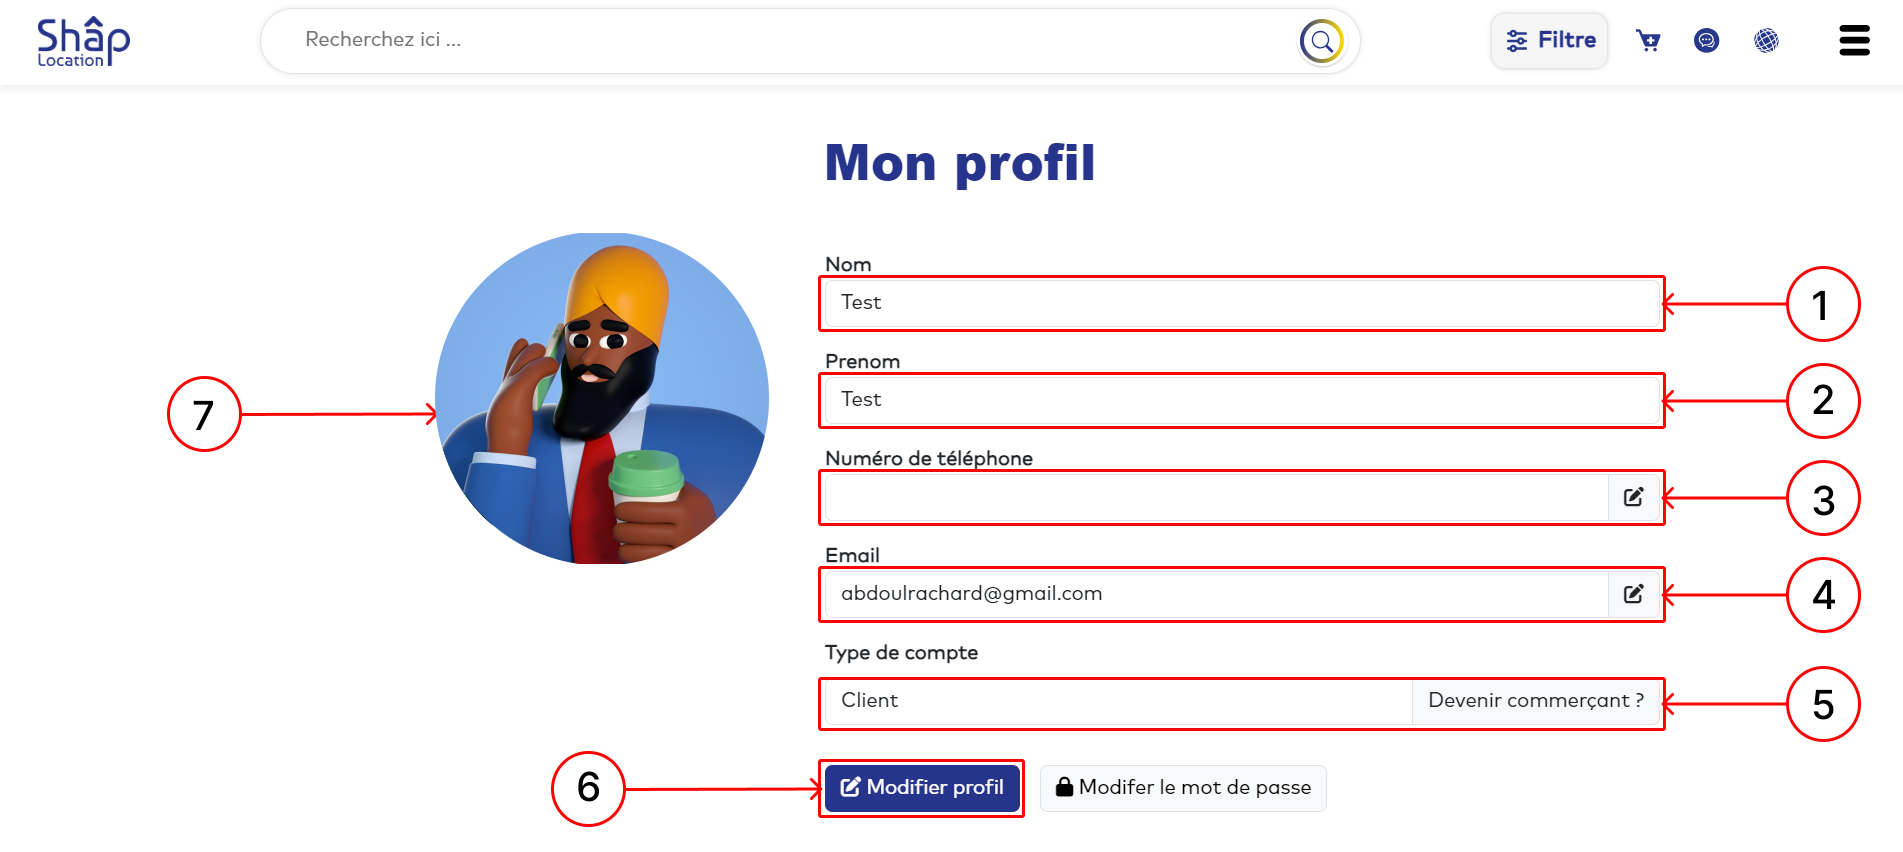 Shâp
Location
Recherchez ici ...
Filtre
Mon profil
Nom
Test
1
Prenom
Test
2
7
Numéro de téléphone
3
Email
abdoulrachard@gmail.com
4
Type de compte
Client
Devenir commerçant ?
5
6
Modifier profil
Modifer le mot de passe